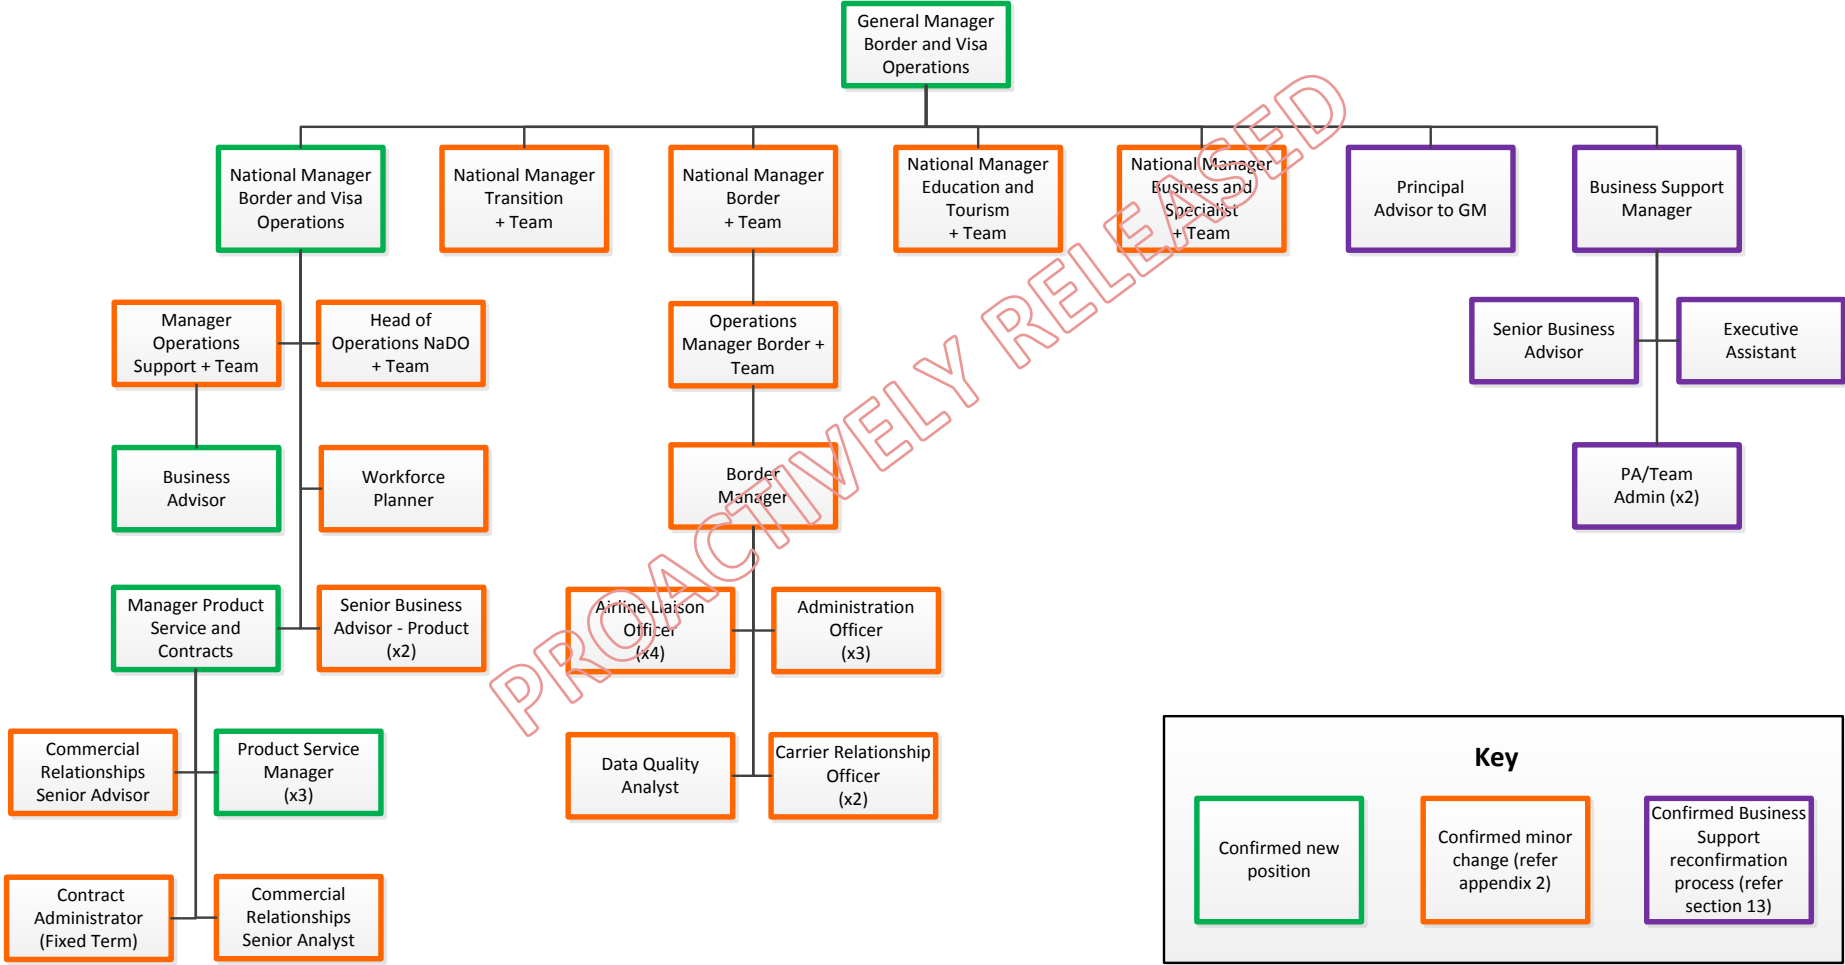 General Manager
Border and Visa
Operations
National Manager
Border and Visa
Operations
National Manager
Transition
+ Team
National Manager
Border
+ Team
National Manager
Education and
Tourism
+ Team
National Manager
Business and
Specialist
+ Team
Principal
Advisor to GM
Business Support
Manager
Manager
Operations
Support + Team
Head of
Operations NaDO
+ Team
Operations
Manager Border +
Team
Senior Business
Advisor
Executive
Assistant
Business
Advisor
Workforce
Planner
Border
Manager
PA/Team
Admin (x2)
Manager Product
Service and
Contracts
Senior Business
Advisor - Product
(x2)
Airline Liaison
Officer
(x4)
Administration
Officer
(x3)
Commercial
Relationships
Senior Advisor
Product Service
Manager
(x3)
Data Quality
Analyst
Carrier Relationship
Officer
(x2)
Contract
Administrator
(Fixed Term)
Commercial
Relationships
Senior Analyst
Key
Confirmed new
position
Confirmed minor
change (refer
appendix 2)
Confirmed Business
Support
reconfirmation
process (refer
section 13)
PROACTIVELY RELEASED